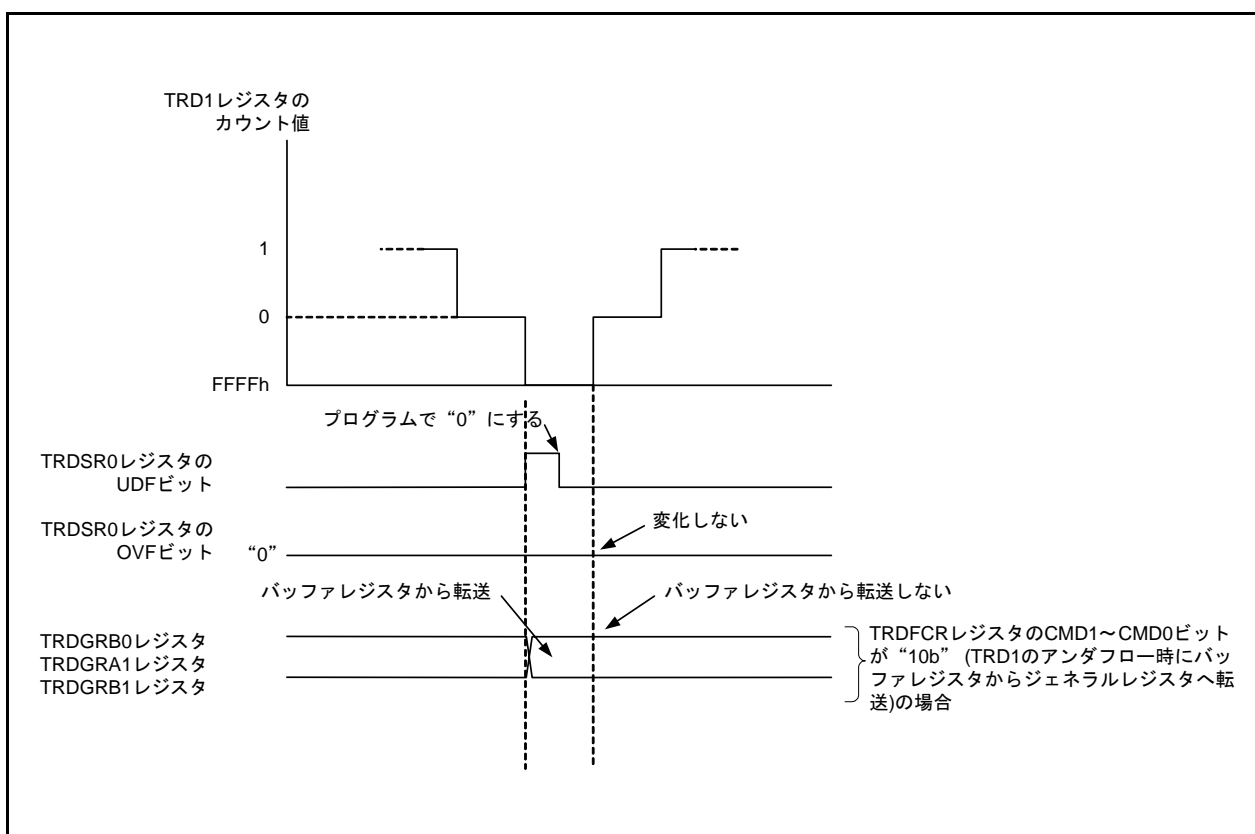 TRD1レジスタの
カウント値
1
0
FFFFh
プログラムで“0”にする
TRDSR0レジスタの
UDFビット
TRDSR0レジスタの
OVFビット “0”
変化しない
バッファレジスタから転送
バッファレジスタから転送しない
TRDGRB0レジスタ
TRDGRA1レジスタ
TRDGRB1レジスタ
TRDFCRレジスタのCMD1～CMD0ビット
が“10b” (TRD1のアンダフロー時にバッ
ファレジスタからジェネラルレジスタへ転
送)の場合